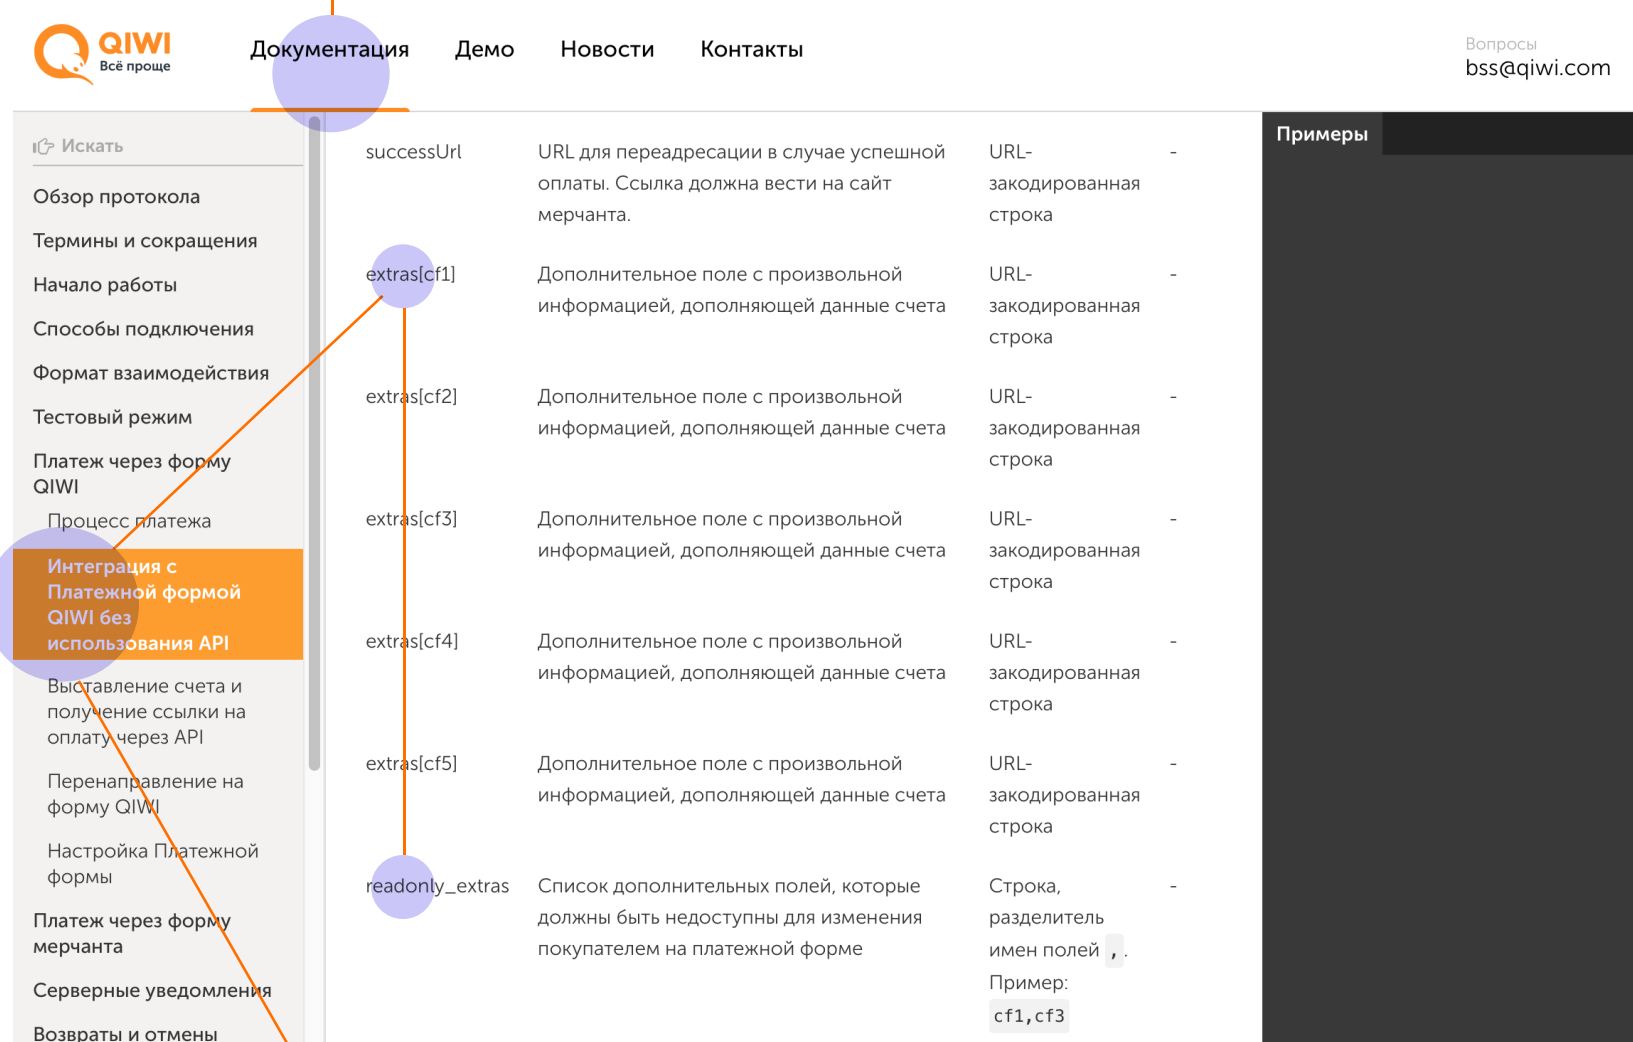 QIWI
Всё проще
Документация
Демо
Новости
Контакты
Вопросы
bss@qiwi.com
Искать
Обзор протокола
Термины и сокращения
Начало работы
Способы подключения
Формат взаимодействия
Тестовый режим
Платеж через форму
QIWI
Процесс платежа
Интеграция с
Платежной формой
QIWI без
использования API
Выставление счета и
получение ссылки на
оплату через API
Перенаправление на
форму QIWI
Настройка Платежной
формы
Платеж через форму
мерчанта
Серверные уведомления
Возвраты и отмены
successUrl
URL для переадресации в случае успешной
оплаты. Ссылка должна вести на сайт
мерчанта.
URL-
закодированная
строка
-
extras[cf1]
Дополнительное поле с произвольной
информацией, дополняющей данные счета
URL-
закодированная
строка
-
extras[cf2]
Дополнительное поле с произвольной
информацией, дополняющей данные счета
URL-
закодированная
строка
-
extras[cf3]
Дополнительное поле с произвольной
информацией, дополняющей данные счета
URL-
закодированная
строка
-
extras[cf4]
Дополнительное поле с произвольной
информацией, дополняющей данные счета
URL-
закодированная
строка
-
extras[cf5]
Дополнительное поле с произвольной
информацией, дополняющей данные счета
URL-
закодированная
строка
-
readonly_extras
Список дополнительных полей, которые
должны быть недоступны для изменения
покупателем на платежной форме
Строка,
разделитель
имен полей , .
Пример:
cf1,cf3
-
Примеры